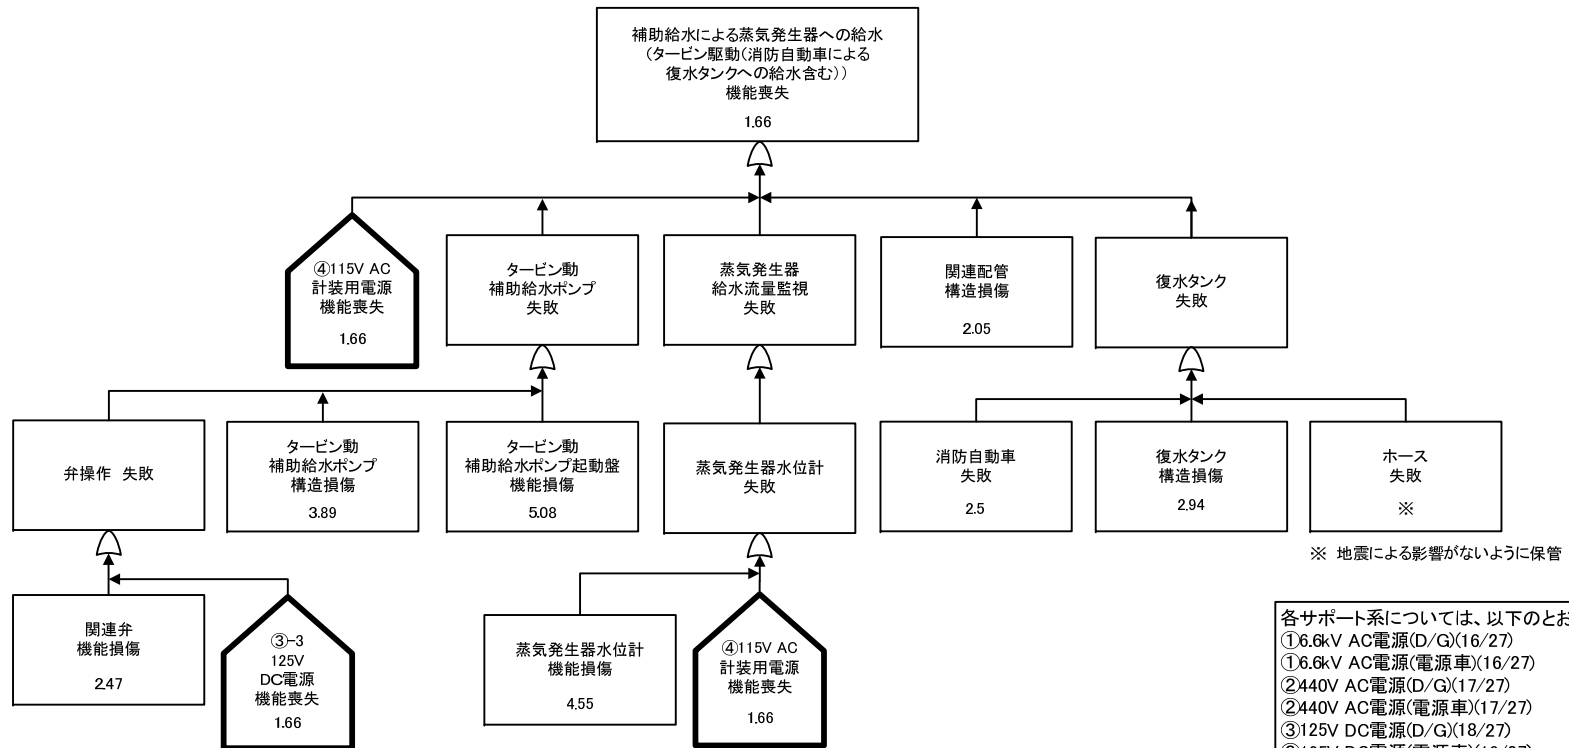 補助給水による蒸気発生器への給水
(タービン駆動(消防自動車による
復水タンクへの給水含む))
機能喪失
1.66
④115V AC
計装用電源
機能喪失
1.66
タービン動
補助給水ポンプ
失敗
蒸気発生器
給水流量監視
失敗
関連配管
構造損傷
2.05
復水タンク
失敗
弁操作 失敗
タービン動
補助給水ポンプ
構造損傷
3.89
タービン動
補助給水ポンプ起動盤
機能損傷
5.08
蒸気発生器水位計
失敗
消防自動車
失敗
2.5
復水タンク
構造損傷
2.94
ホース
失敗
※
※ 地震による影響がないように保管
関連弁
機能損傷
2.47
③-3
125V
DC電源
機能喪失
1.66
蒸気発生器水位計
機能損傷
4.55
④115V AC
計装用電源
機能喪失
1.66
各サポート系については、以下のとお
①6.6kV AC電源(D/G)(16/27)
①6.6kV AC電源(電源車)(16/27)
②440V AC電源(D/G)(17/27)
②440V AC電源(電源車)(17/27)
③125V DC電源(D/G)(18/27)